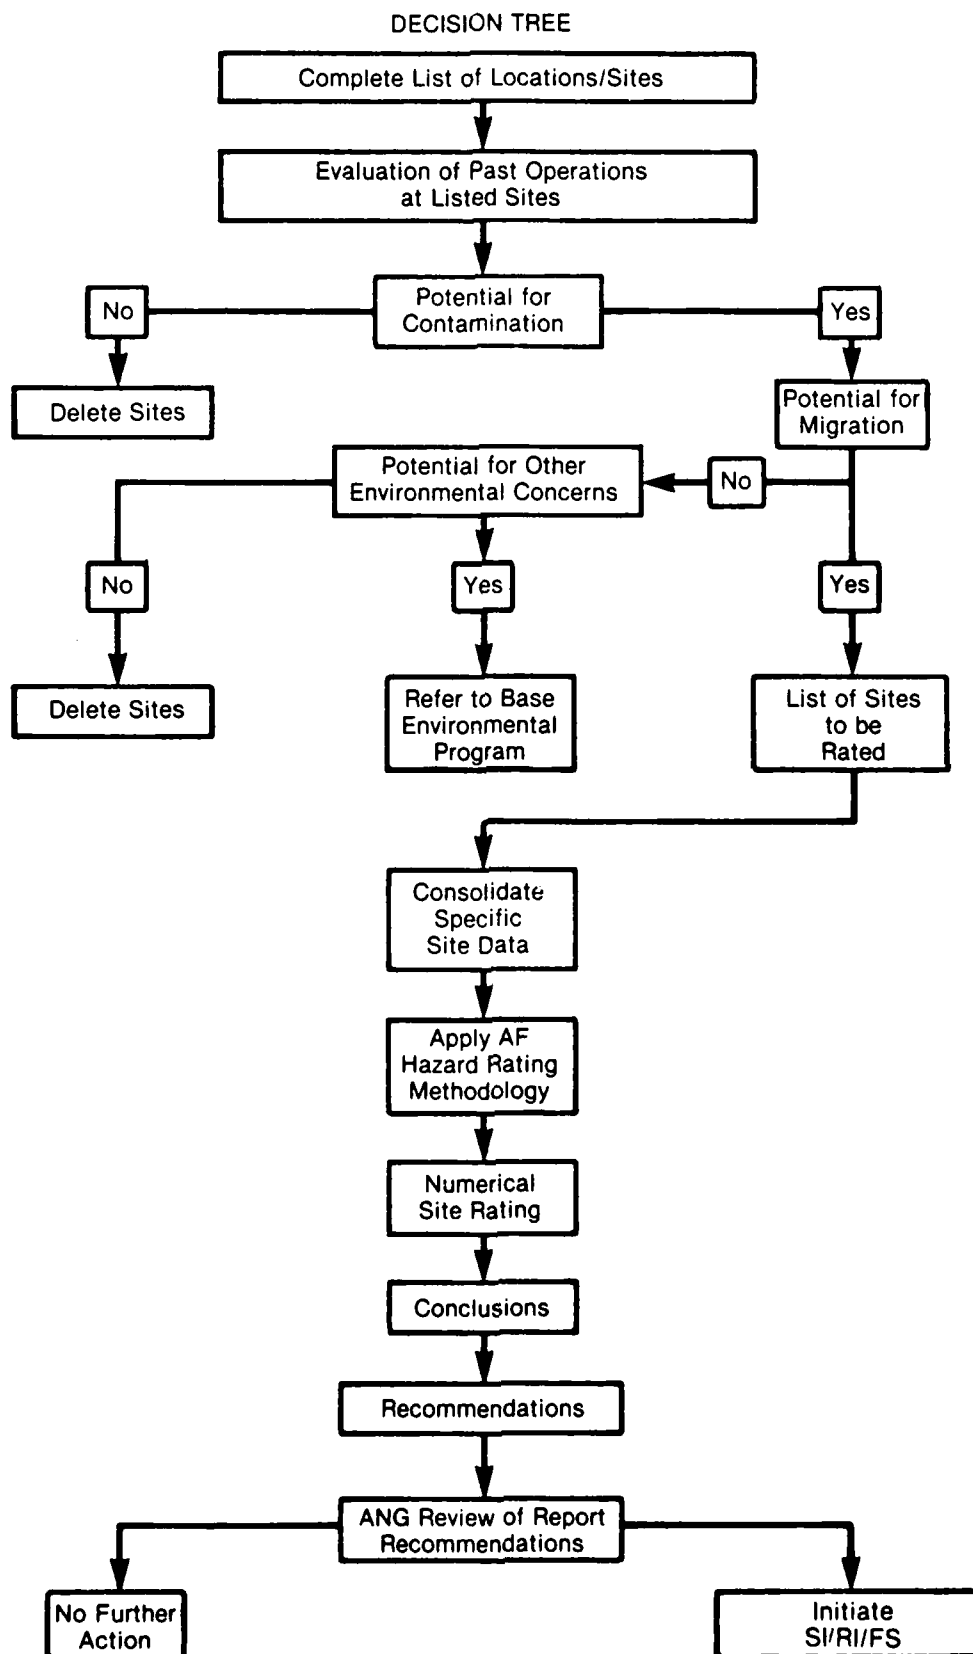 DECISION TREE
Complete List of Locations/Sites
Evaluation of Past Operations
at Listed Sites
No
Potential for
Contamination
Yes
Delete Sites
Potential for
Migration
Potential for Other
Environmental Concerns
No
No
Yes
Yes
Delete Sites
Refer to Base
Environmental
Program
List of Sites
to be
Rated
Consolidate
Specific
Site Data
Apply AF
Hazard Rating
Methodology
Numerical
Site Rating
Conclusions
Recommendations
ANG Review of Report
Recommendations
No Further
Action
Initiate
SI/RI/FS